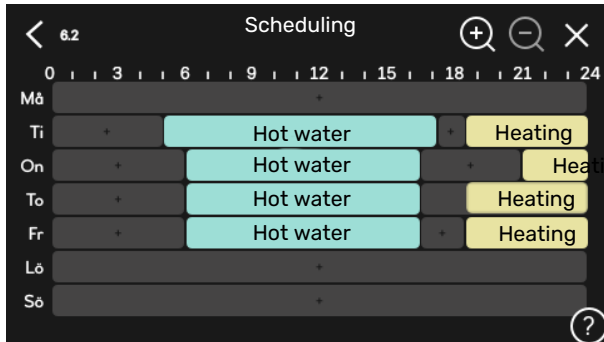 6.2 Scheduling
0 3 6 9 12 15 18 21 24
Må
Ti Hot water Heating
On Hot water Heati
To Hot water Heating
Fr Hot water Heating
Lö
Sö
?